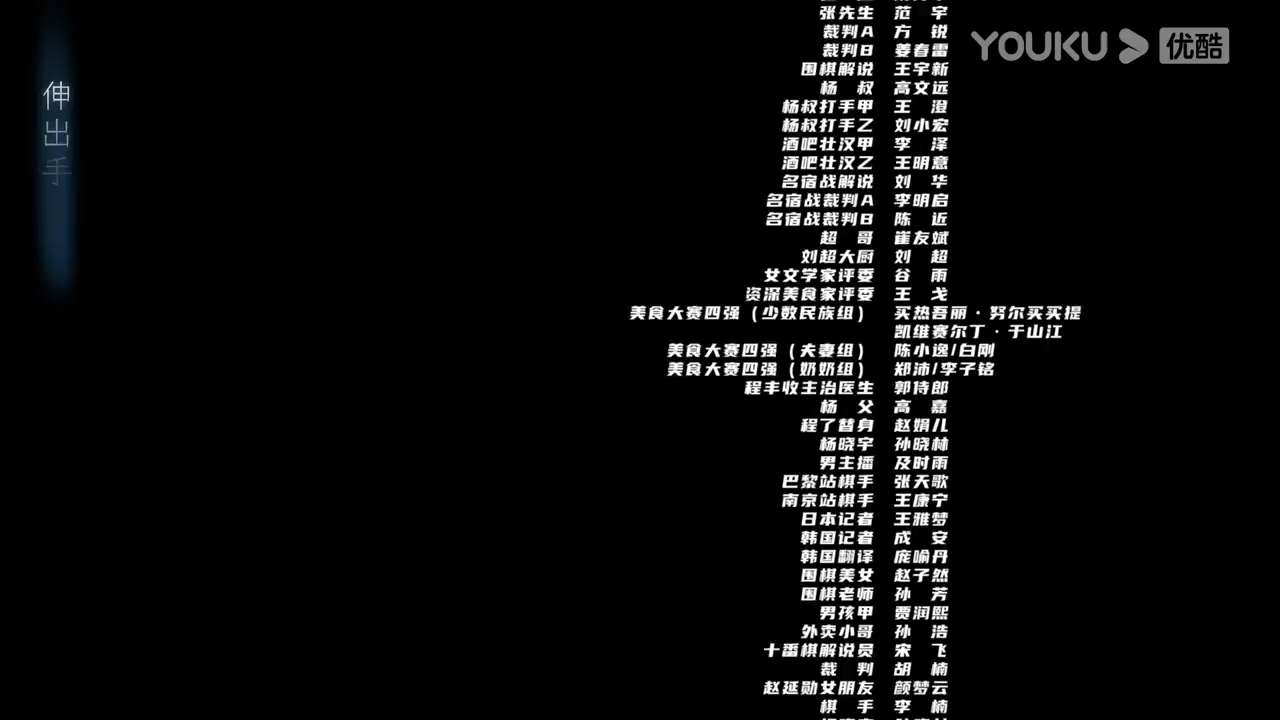 YOUKU 优酷
伸出手
张先生 范 宇
裁判A 方 锐
裁判B 姜春雷
围棋解说 王宇新
杨 叔 高文远
杨叔打手甲 王 澄
杨叔打手乙 刘小宏
酒吧壮汉甲 李 泽
酒吧壮汉乙 王明意
名宿战解说 刘 华
名宿战裁判A 李明启
名宿战裁判B 陈 近
超 哥 崔友斌
刘超大厨 刘 超
女文学家评委 谷 雨
资深美食家评委 王 戈
美食大赛四强（少数民族组） 买热吾丽·努尔买买提
凯维赛尔丁·于山江
美食大赛四强（夫妻组） 陈小逸/白刚
美食大赛四强（奶奶组） 郑沛/李子铭
程丰收主治医生 郭侍郎
杨 父 高 嘉
程了替身 赵娟儿
杨晓宇 孙晓林
男主播 及时雨
巴黎站棋手 张天歌
南京站棋手 王康宁
日本记者 王雅梦
韩国记者 成 安
韩国翻译 庞喻丹
围棋美女 赵子然
围棋老师 孙 芳
男孩甲 贾润熙
外卖小哥 孙 浩
十番棋解说员 宋 飞
裁 判 胡 楠
赵延勋女朋友 颜梦云
棋 手 李 楠